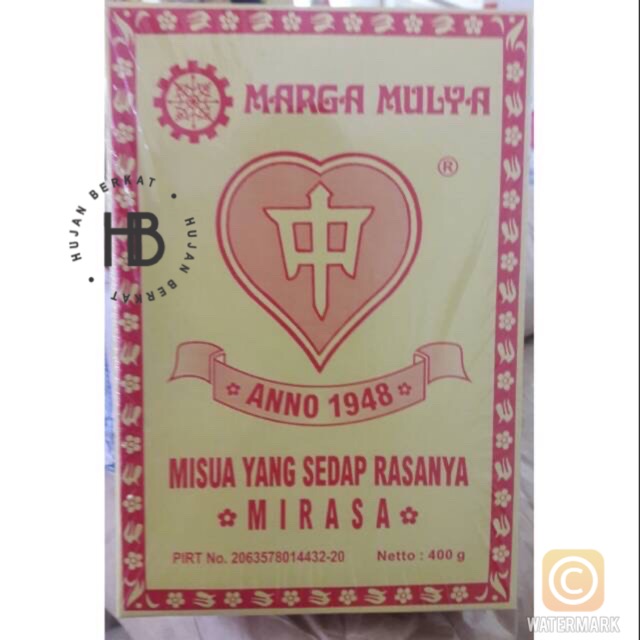 MARGA MULYA
®
HUJAN BERKAT • HUJAN BERKAT •
HB
中
ANNO 1948
MISUA YANG SEDAP RASANYA
MIRASA
PIRT No. 2063578014432-20 Netto : 400 g
©
WATERMARK